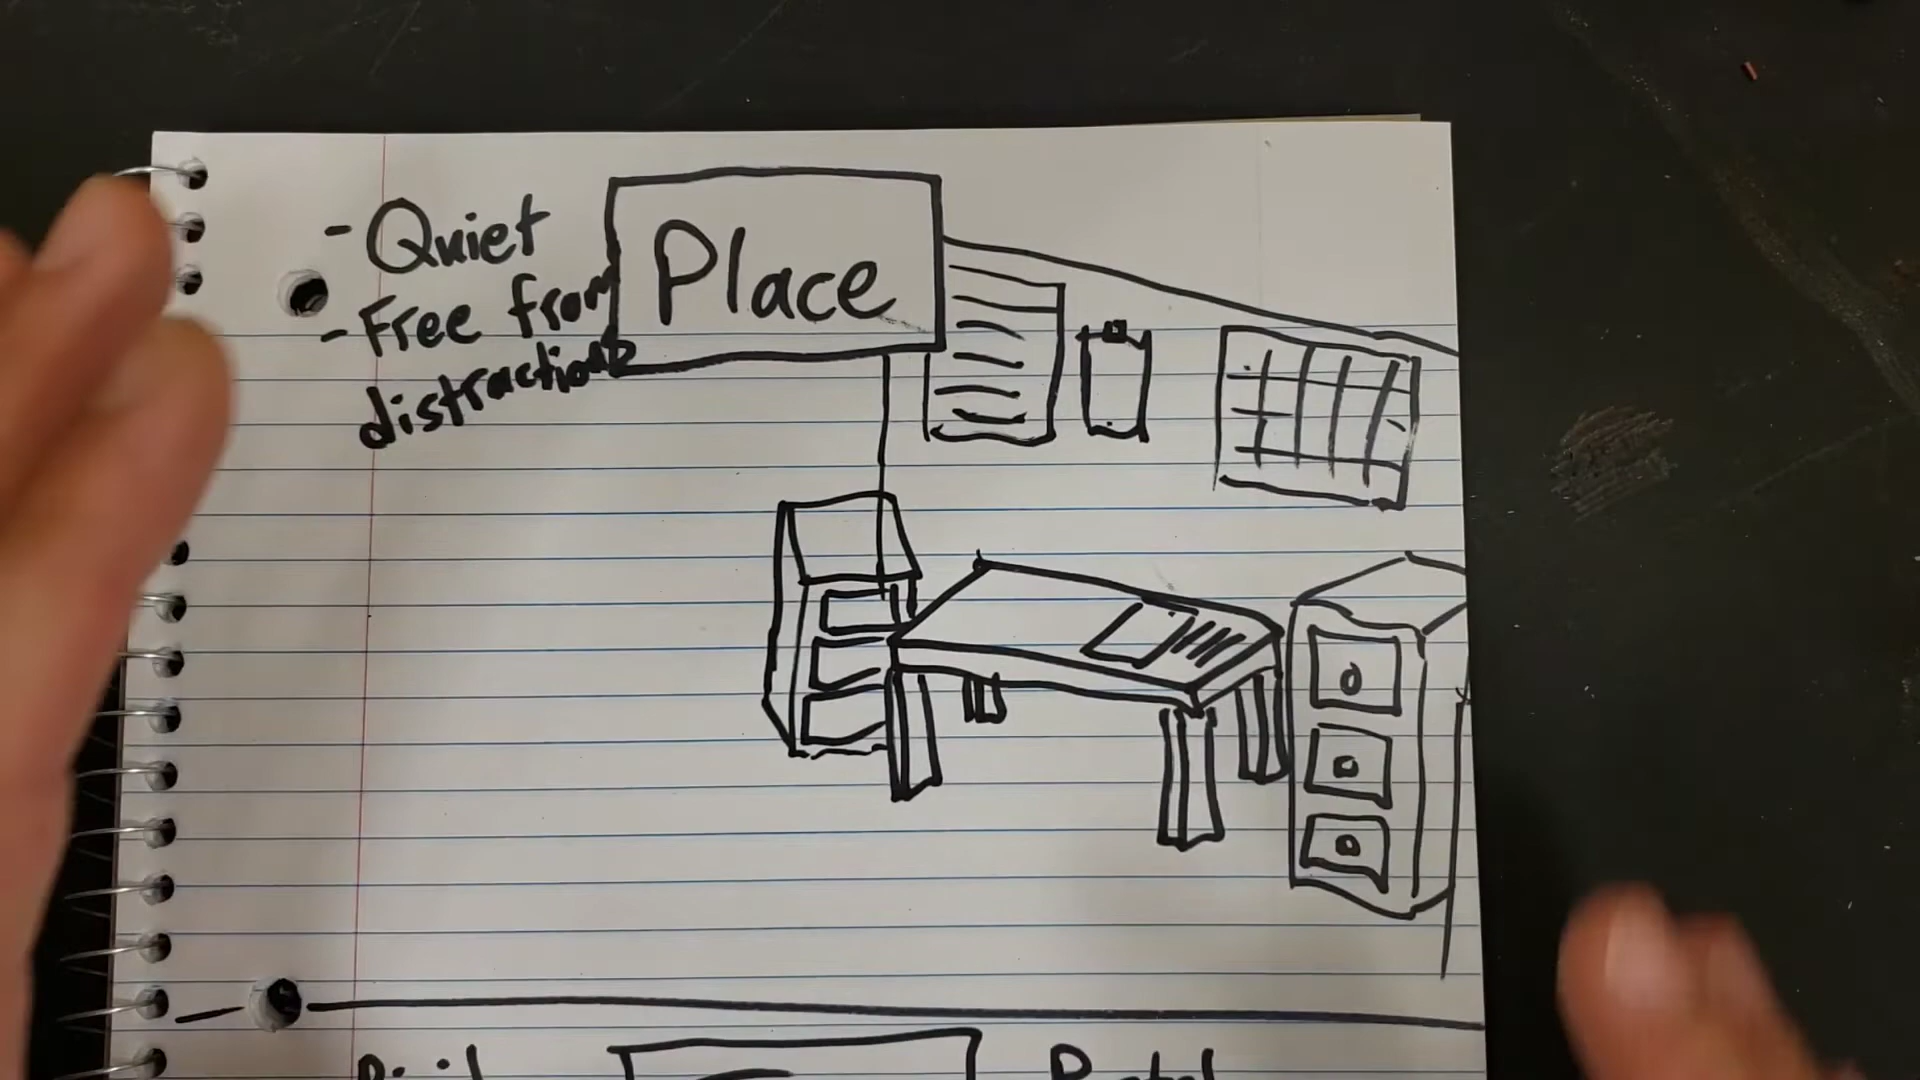 - Quiet
- Free from
distractions
Place